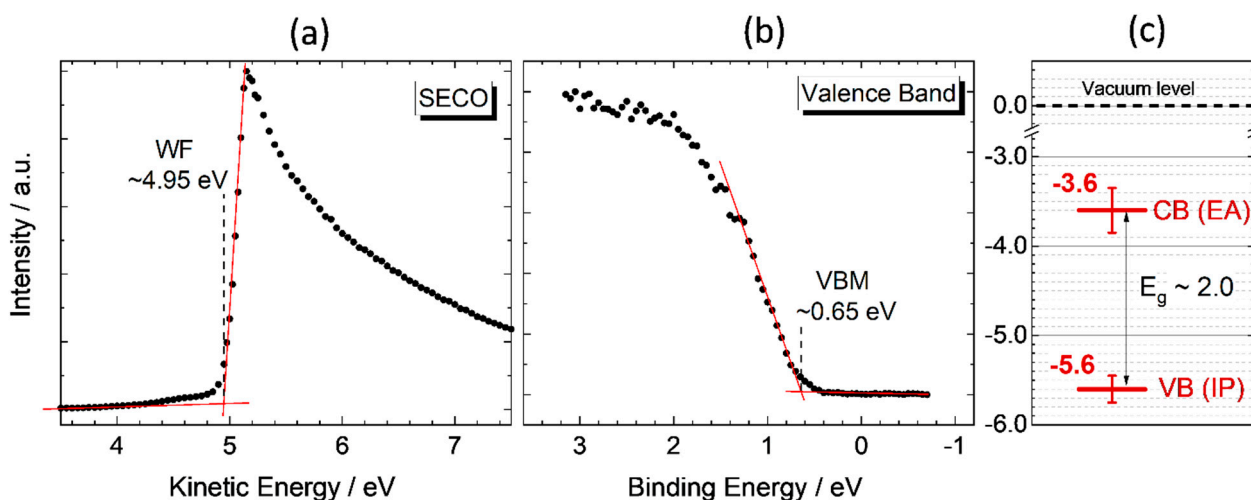 (a)
SECO
WF
~4.95 eV
Intensity / a.u.
4 5 6 7
Kinetic Energy / eV
(b)
Valence Band
VBM
~0.65 eV
3 2 1 0 -1
Binding Energy / eV
(c)
Vacuum level
0.0
-3.0
-3.6 CB (EA)
-4.0
Eg ~ 2.0
-5.0
-5.6 VB (IP)
-6.0